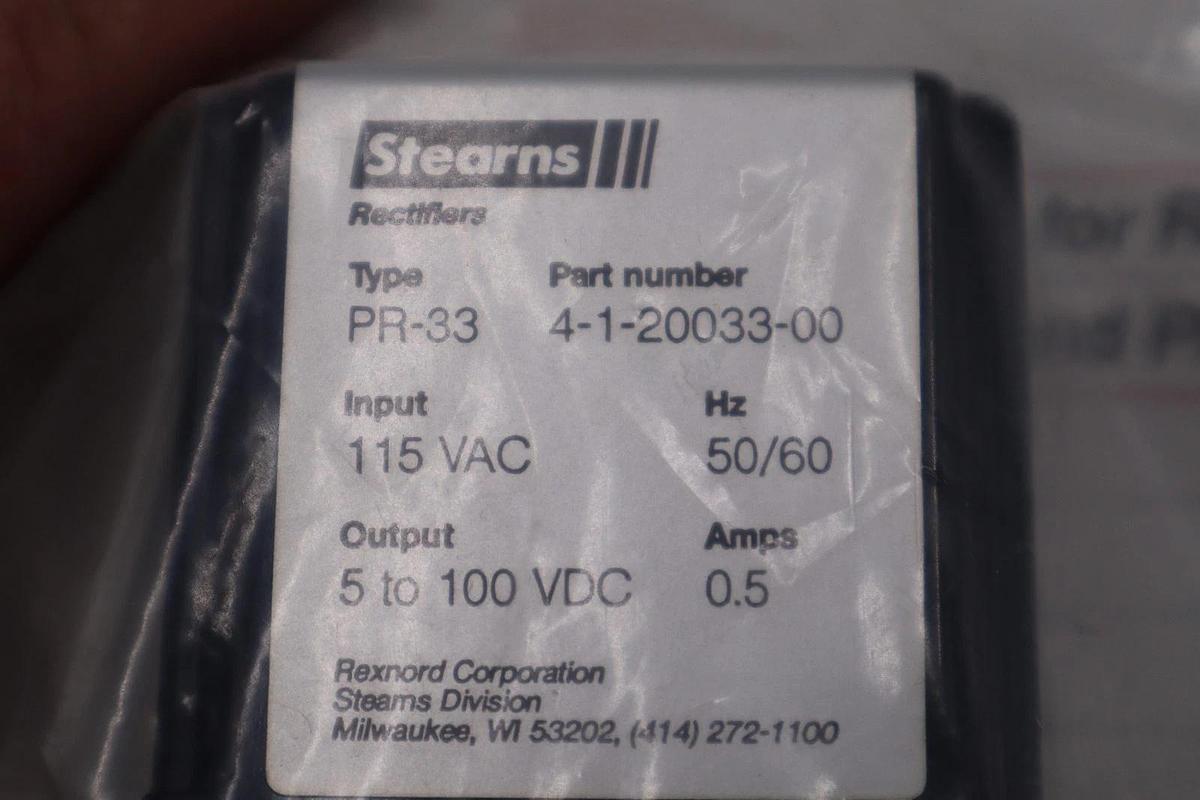 Stearns
Rectifiers
Type Part number
PR-33 4-1-20033-00
Input Hz
115 VAC 50/60
Output Amps
5 to 100 VDC 0.5
Rexnord Corporation
Stearns Division
Milwaukee, WI 53202, (414) 272-1100
for